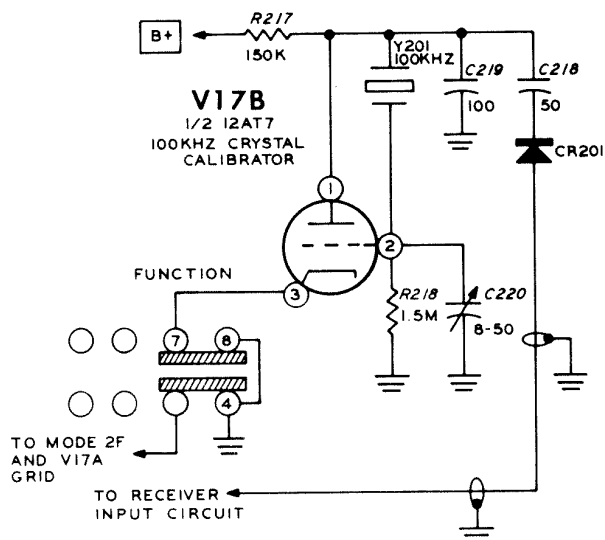 R217
B+
150K
Y201
100KHZ
C219
100
C218
50
CR201
V17B
1/2 12AT7
100KHZ CRYSTAL
CALIBRATOR
1
2
3
FUNCTION
R218
1.5M
C220
8-50
7
8
4
TO MODE 2F
AND V17A
GRID
TO RECEIVER
INPUT CIRCUIT